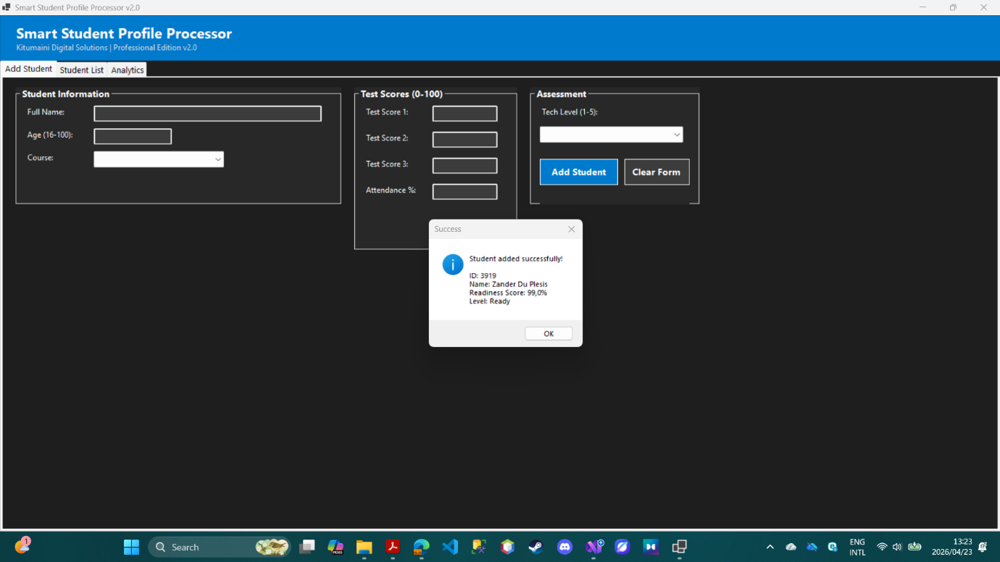 Smart Student Profile Processor v2.0
Smart Student Profile Processor
Kitumaini Digital Solutions | Professional Edition v2.0
Add Student
Student List
Analytics
Student Information
Full Name:
Age (16-100):
Course:
Test Scores (0-100)
Test Score 1:
Test Score 2:
Test Score 3:
Attendance %:
Assessment
Tech Level (1-5):
Add Student
Clear Form
Success
Student added successfully!
ID: 3919
Name: Zander Du Plesis
Readiness Score: 99,0%
Level: Ready
OK
1
Search
M365
ENG
INTL
13:23
2026/04/23